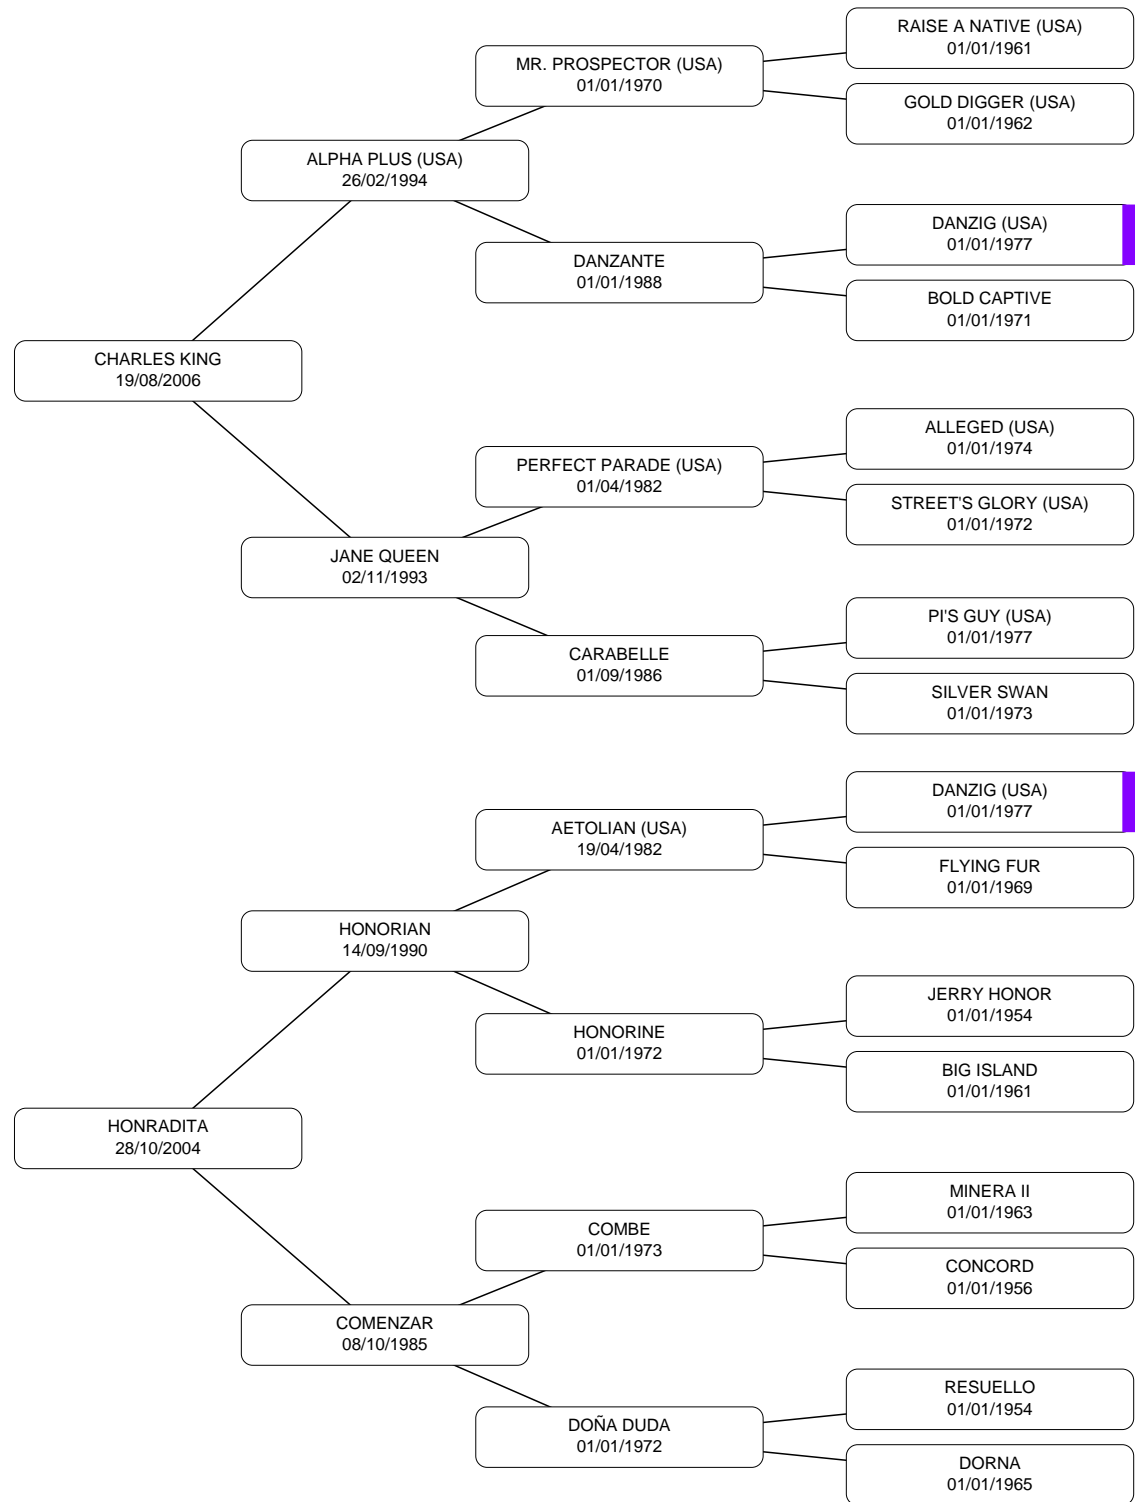 RAISE A NATIVE (USA)
01/01/1961
MR. PROSPECTOR (USA)
01/01/1970
GOLD DIGGER (USA)
01/01/1962
ALPHA PLUS (USA)
26/02/1994
DANZIG (USA)
01/01/1977
DANZANTE
01/01/1988
BOLD CAPTIVE
01/01/1971
CHARLES KING
19/08/2006
ALLEGED (USA)
01/01/1974
PERFECT PARADE (USA)
01/04/1982
STREET'S GLORY (USA)
01/01/1972
JANE QUEEN
02/11/1993
PI'S GUY (USA)
01/01/1977
CARABELLE
01/09/1986
SILVER SWAN
01/01/1973
DANZIG (USA)
01/01/1977
AETOLIAN (USA)
19/04/1982
FLYING FUR
01/01/1969
HONORIAN
14/09/1990
JERRY HONOR
01/01/1954
HONORINE
01/01/1972
BIG ISLAND
01/01/1961
HONRADITA
28/10/2004
MINERA II
01/01/1963
COMBE
01/01/1973
CONCORD
01/01/1956
COMENZAR
08/10/1985
RESUELLO
01/01/1954
DOÑA DUDA
01/01/1972
DORNA
01/01/1965